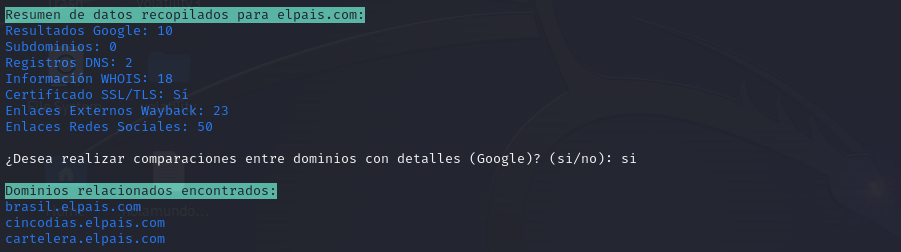 Resumen de datos recopilados para elpais.com:
Resultados Google: 10
Subdominios: 0
Registros DNS: 2
Información WHOIS: 18
Certificado SSL/TLS: Sí
Enlaces Externos Wayback: 23
Enlaces Redes Sociales: 50
¿Desea realizar comparaciones entre dominios con detalles (Google)? (si/no): si
Dominios relacionados encontrados:
brasil.elpais.com
cincodias.elpais.com
cartelera.elpais.com